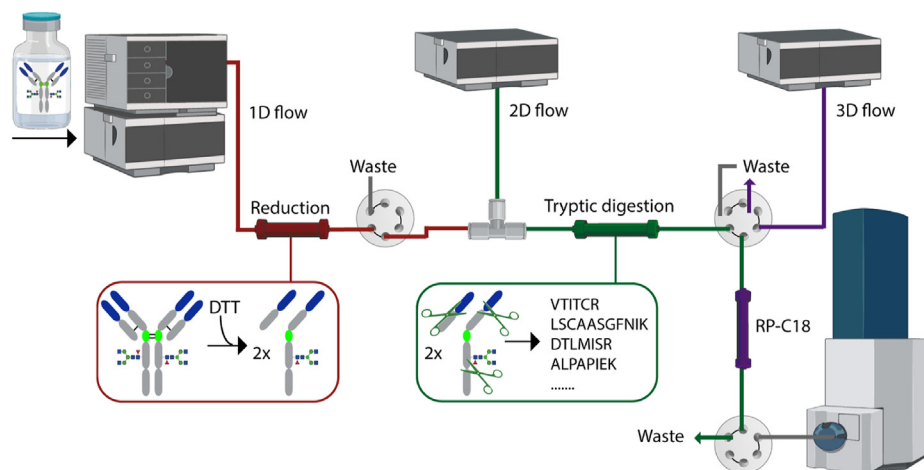 1D flow
2D flow
3D flow
Waste
Waste
Reduction
Tryptic digestion
DTT
2x
2x
VTITCR
LSCAASGFNIK
DTLMISR
ALPAPIEK
.......
RP-C18
Waste